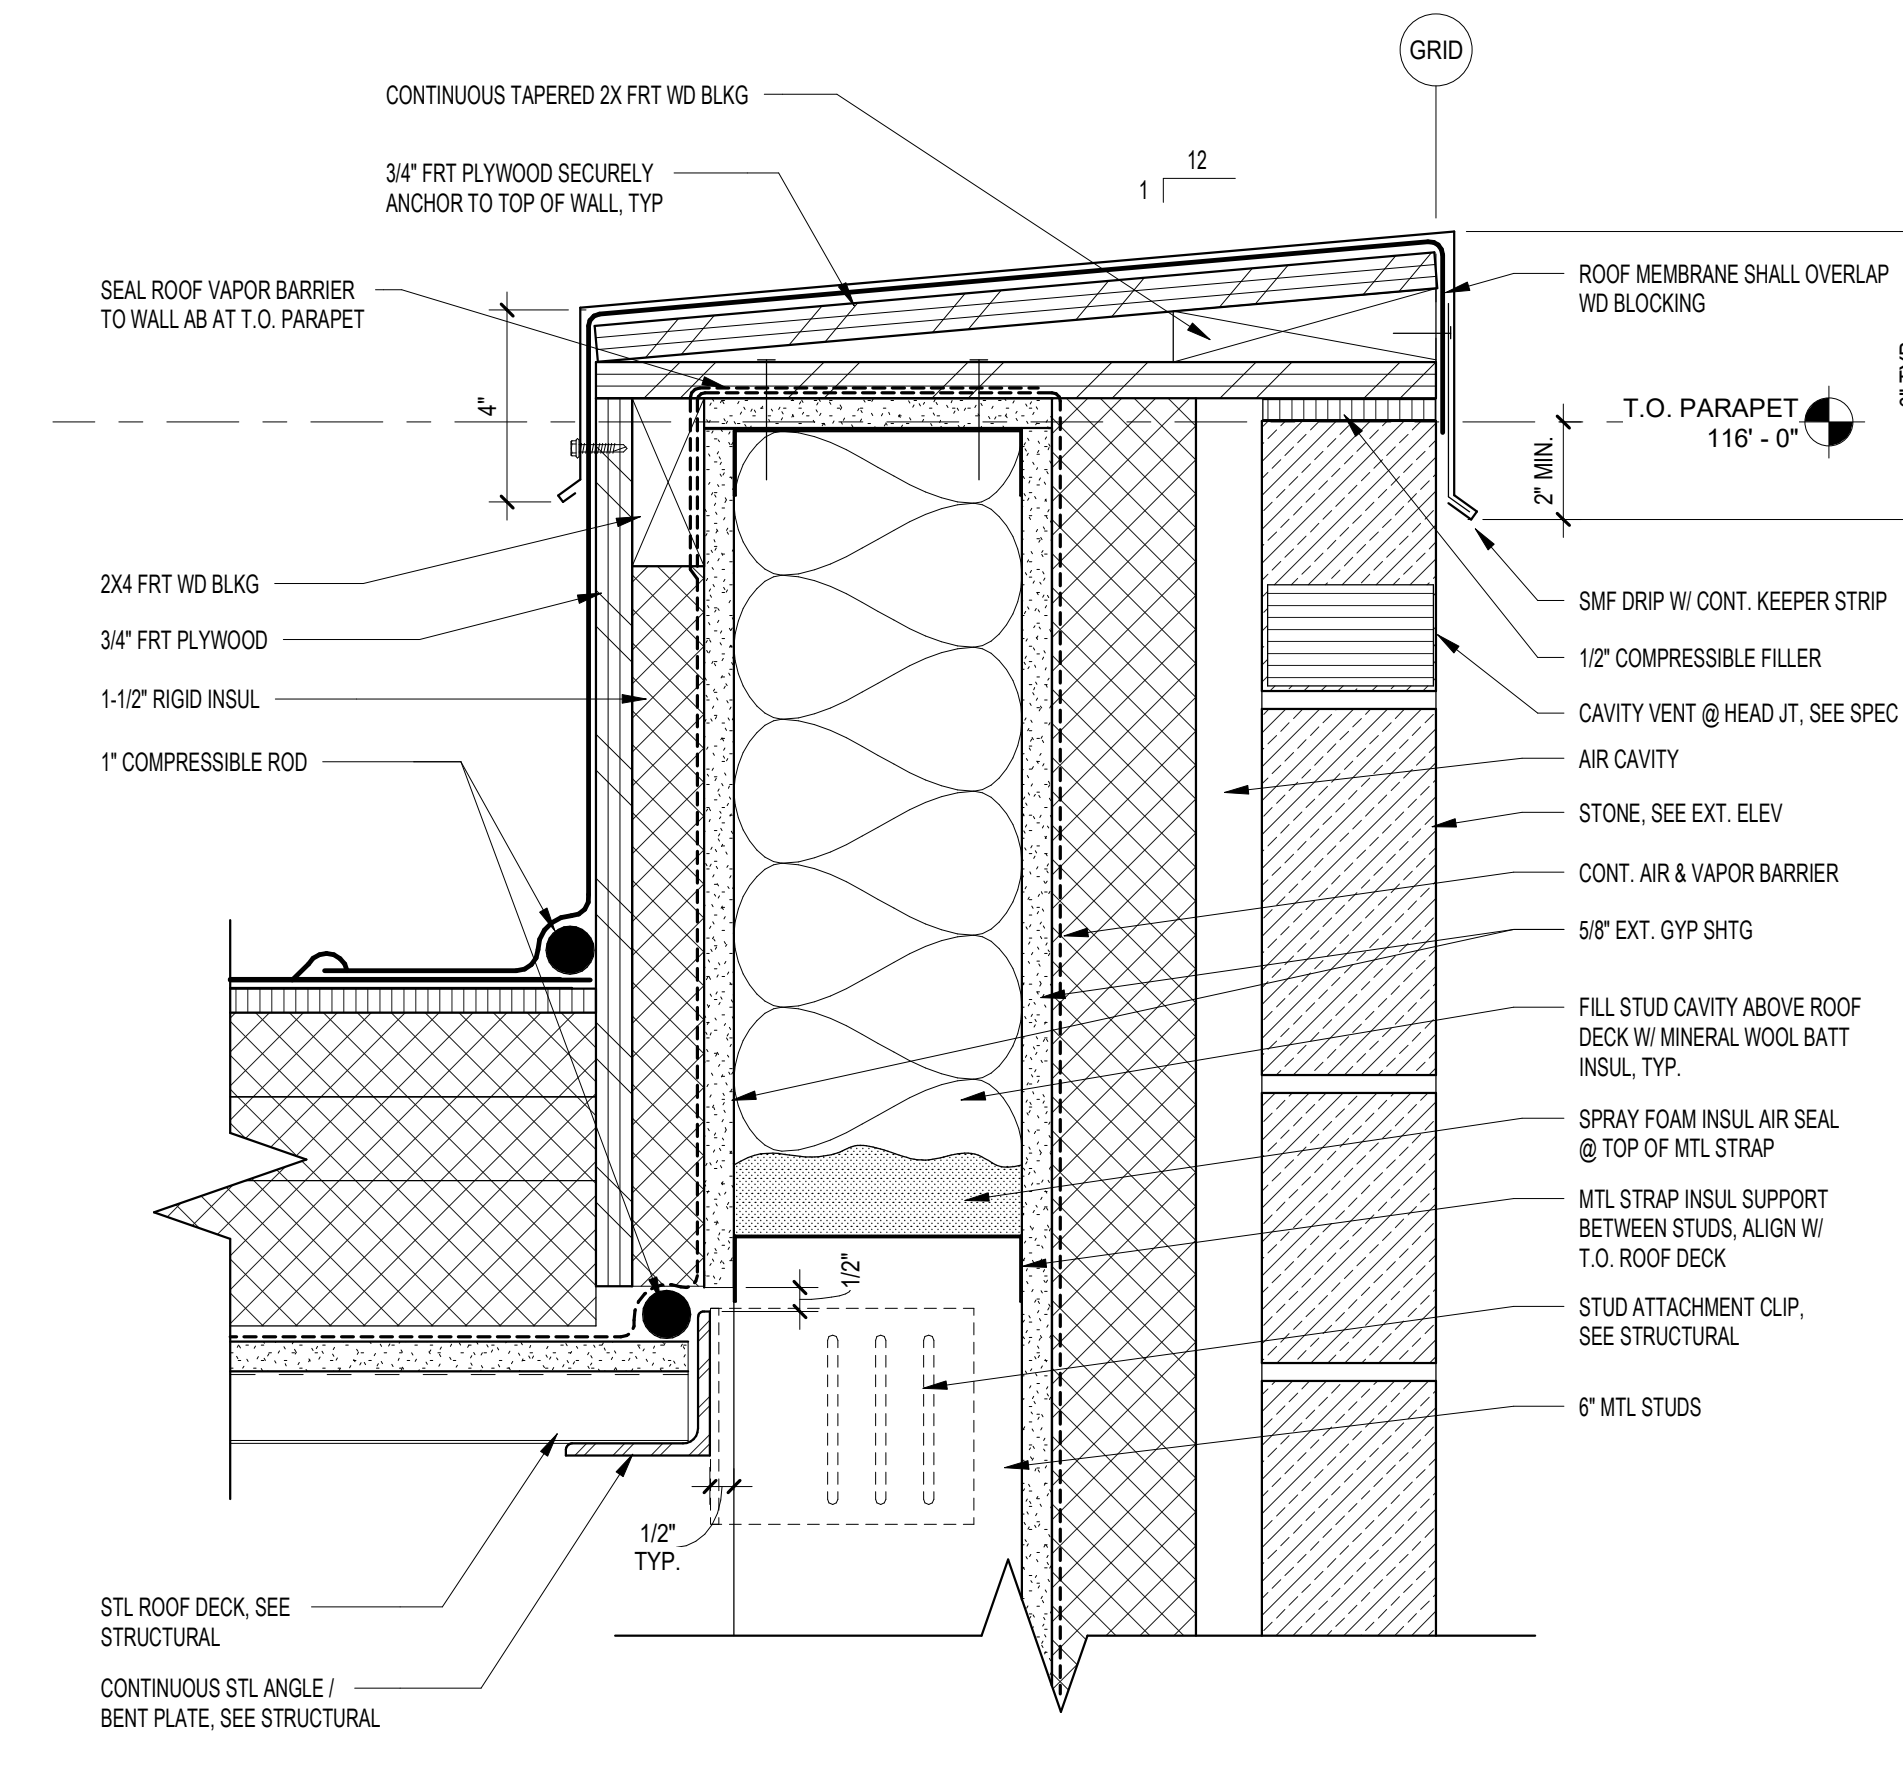 GRID
CONTINUOUS TAPERED 2X FRT WD BLKG
3/4" FRT PLYWOOD SECURELY
ANCHOR TO TOP OF WALL, TYP
12
1
SEAL ROOF VAPOR BARRIER
TO WALL AB AT T.O. PARAPET
4"
2X4 FRT WD BLKG
3/4" FRT PLYWOOD
1-1/2" RIGID INSUL
1" COMPRESSIBLE ROD
ROOF MEMBRANE SHALL OVERLAP
WD BLOCKING
T.O. PARAPET
116' - 0"
2" MIN.
SMF DRIP W/ CONT. KEEPER STRIP
1/2" COMPRESSIBLE FILLER
CAVITY VENT @ HEAD JT, SEE SPEC
AIR CAVITY
STONE, SEE EXT. ELEV
CONT. AIR & VAPOR BARRIER
5/8" EXT. GYP SHTG
FILL STUD CAVITY ABOVE ROOF
DECK W/ MINERAL WOOL BATT
INSUL, TYP.
SPRAY FOAM INSUL AIR SEAL
@ TOP OF MTL STRAP
MTL STRAP INSUL SUPPORT
BETWEEN STUDS, ALIGN W/
T.O. ROOF DECK
STUD ATTACHMENT CLIP,
SEE STRUCTURAL
6" MTL STUDS
1/2"
1/2"
TYP.
STL ROOF DECK, SEE
STRUCTURAL
CONTINUOUS STL ANGLE /
BENT PLATE, SEE STRUCTURAL